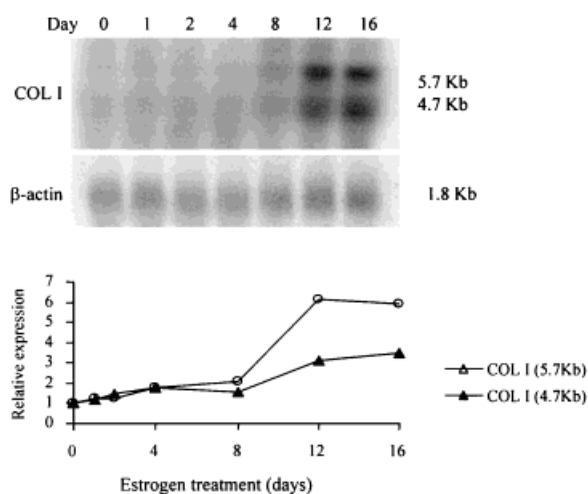 Day 0 1 2 4 8 12 16
COL I
5.7 Kb
4.7 Kb
β-actin
1.8 Kb
7
6
5
4
3
2
1
0
Relative expression
0 4 8 12 16
Estrogen treatment (days)
COL I (5.7Kb)
COL I (4.7Kb)